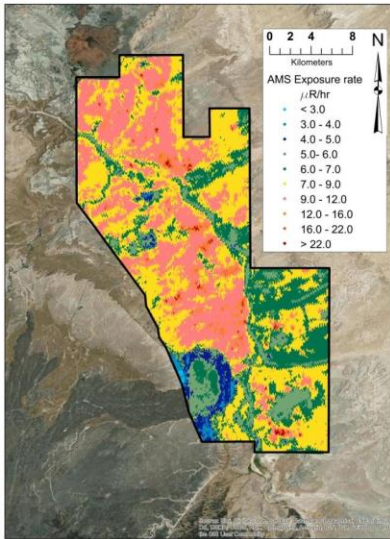 N
0 2 4 8
Kilometers
AMS Exposure rate
μR/hr
< 3.0
3.0 - 4.0
4.0 - 5.0
5.0- 6.0
6.0 - 7.0
7.0 - 9.0
9.0 - 12.0
12.0 - 16.0
16.0 - 22.0
> 22.0